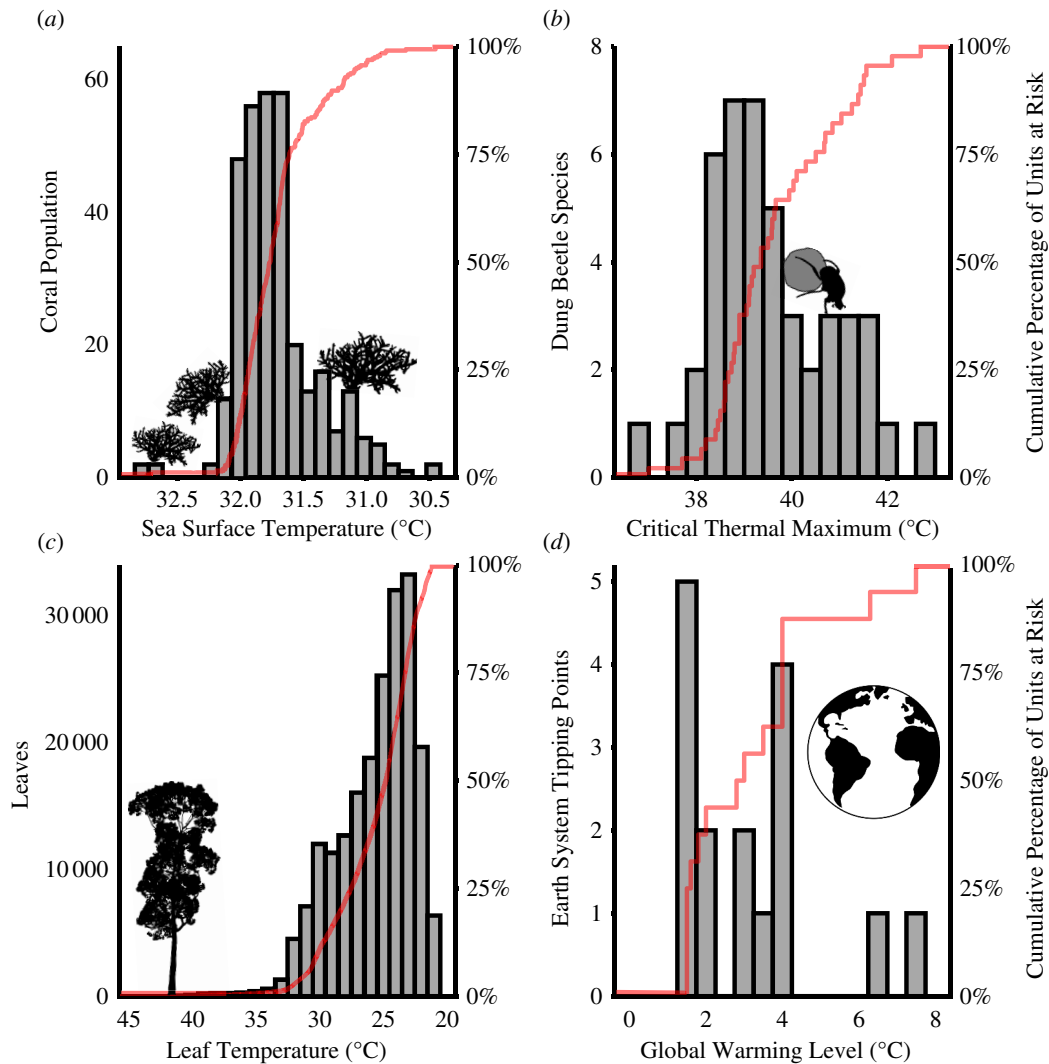 (a)
(b)
60
40
20
0
Coral Population
100%
75%
50%
25%
0%
32.5 32.0 31.5 31.0 30.5
Sea Surface Temperature (°C)
8
6
4
2
0
Dung Beetle Species
100%
75%
50%
25%
0%
Cumulative Percentage of Units at Risk
38 40 42
Critical Thermal Maximum (°C)
(c)
(d)
30 000
20 000
10 000
0
Leaves
100%
75%
50%
25%
0%
45 40 35 30 25 20
Leaf Temperature (°C)
5
4
3
2
1
0
Earth System Tipping Points
100%
75%
50%
25%
0%
Cumulative Percentage of Units at Risk
0 2 4 6 8
Global Warming Level (°C)